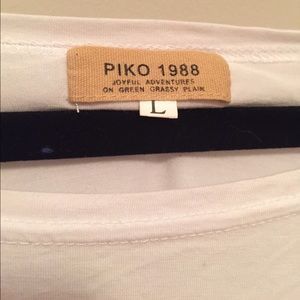 PIKO 1988
JOYFUL ADVENTURES
ON GREEN GRASSY PLAIN
L